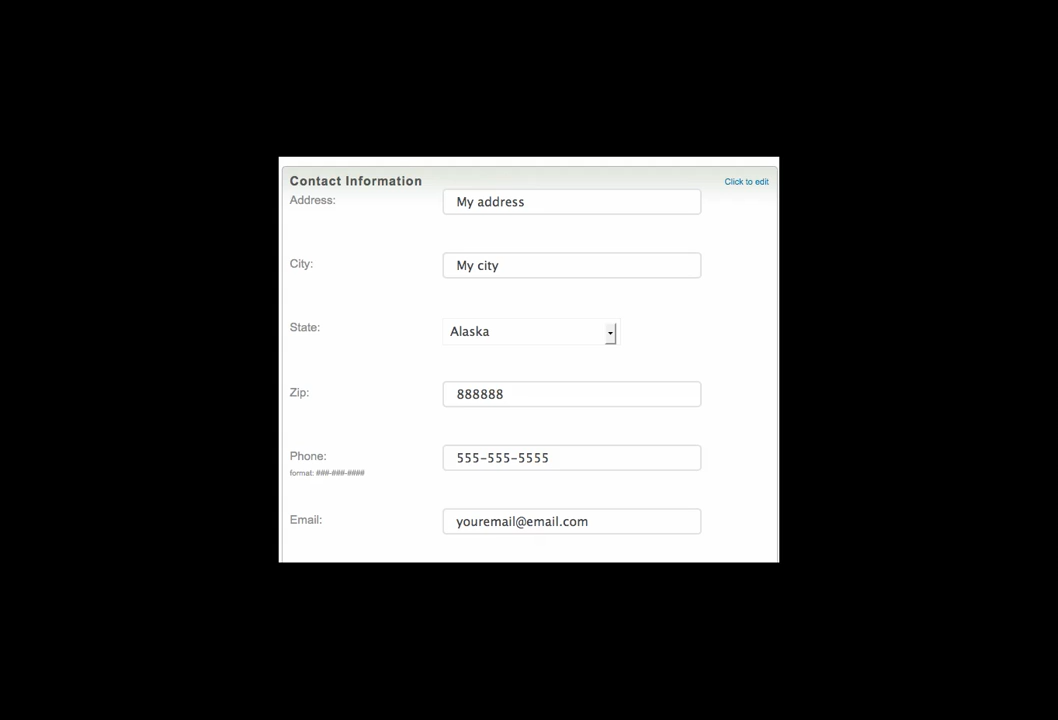 Contact Information Click to edit
Address: My address
City: My city
State: Alaska
Zip: 888888
Phone: 555-555-5555
format: ###-###-####
Email: youremail@email.com